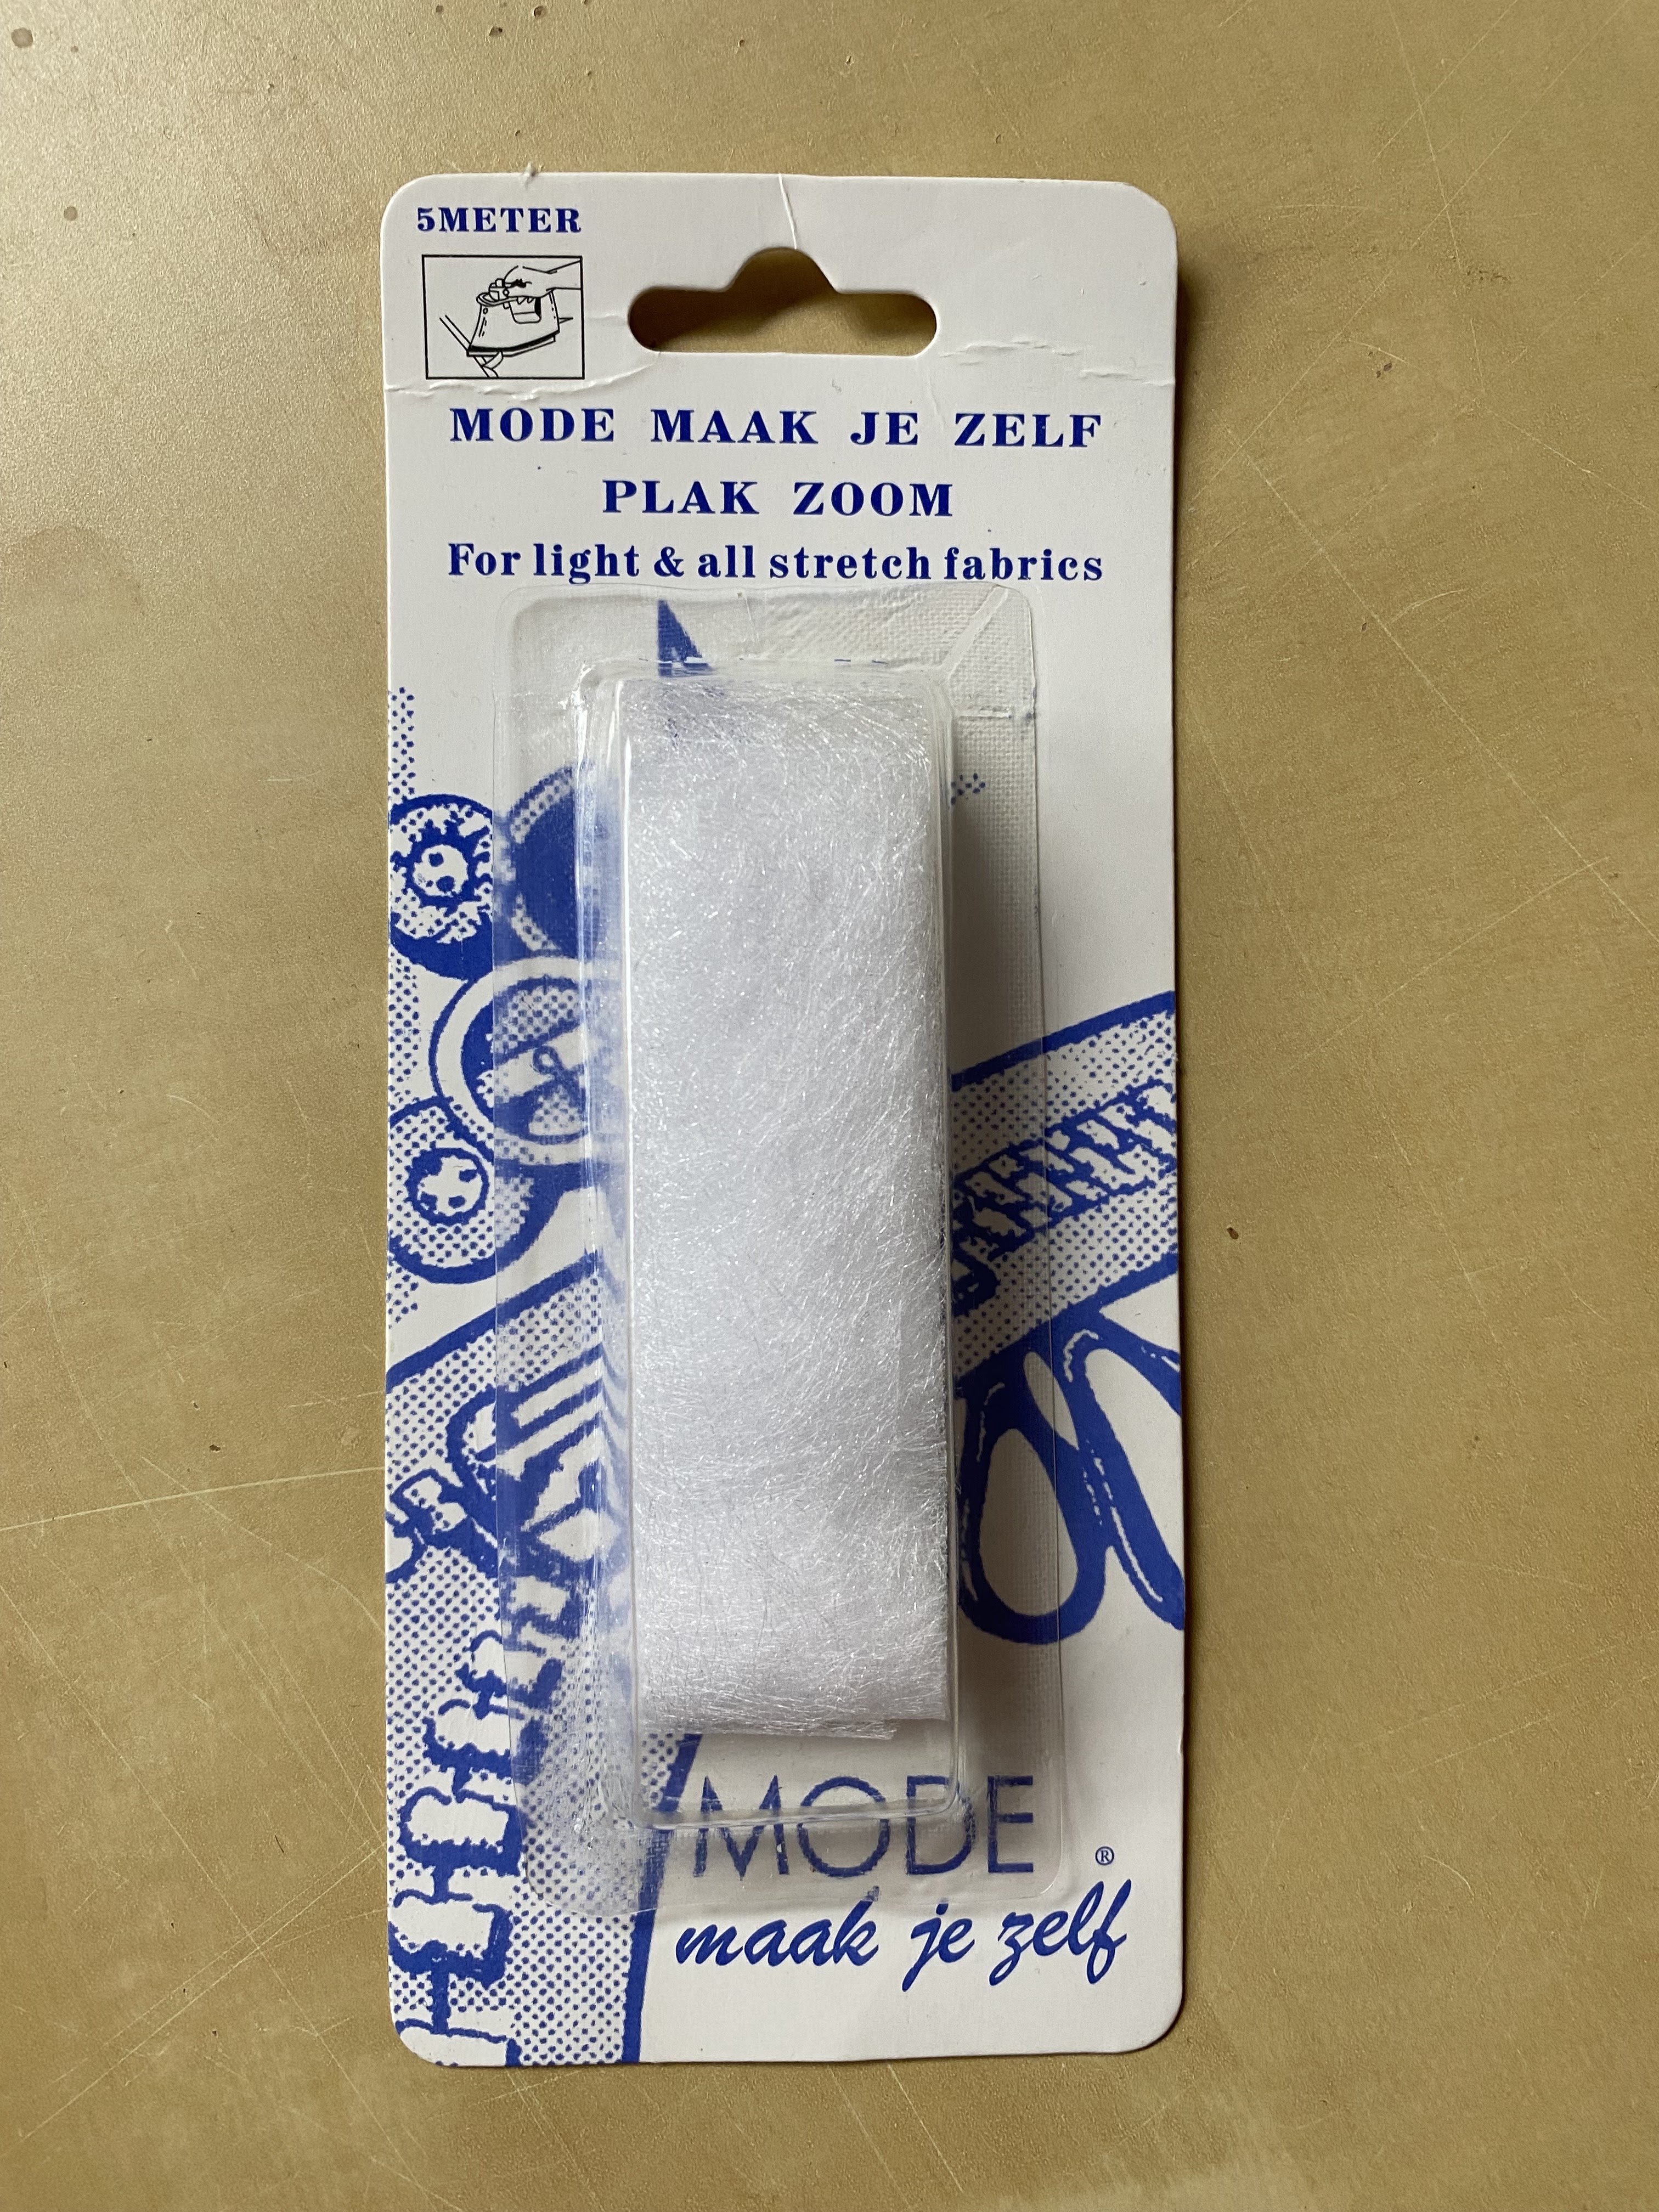 5METER
MODE MAAK JE ZELF
PLAK ZOOM
For light & all stretch fabrics
MODE ®
maak je zelf